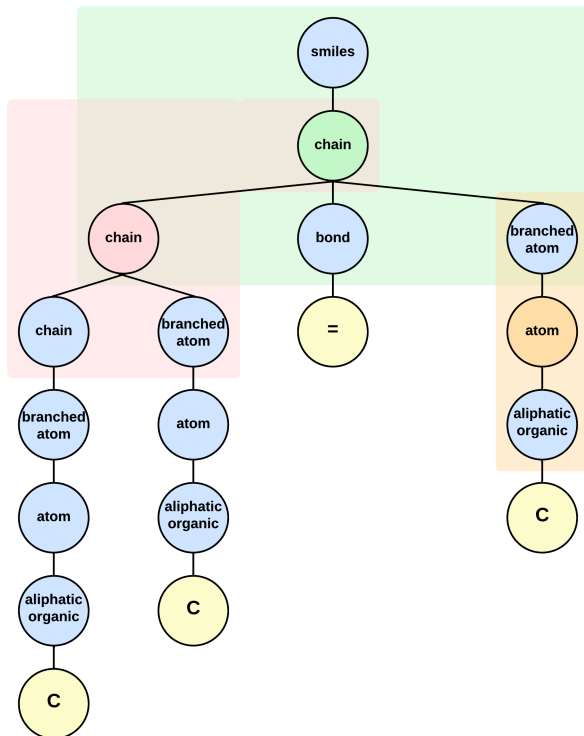 smiles
chain
chain
bond
branched
atom
chain
branched
atom
=
atom
branched
atom
atom
aliphatic
organic
atom
aliphatic
organic
C
aliphatic
organic
C
C